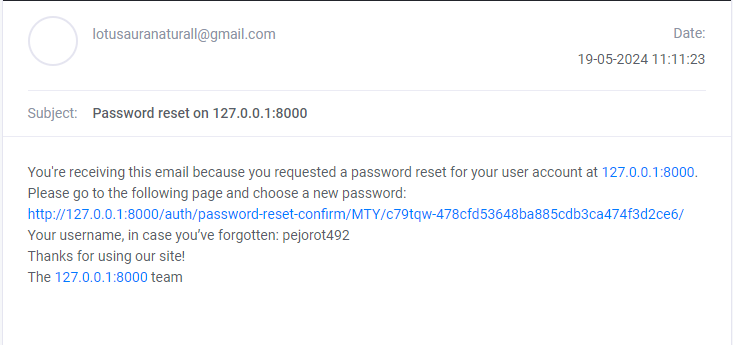 lotusauranaturall@gmail.com
Date:
19-05-2024 11:11:23
Subject: Password reset on 127.0.0.1:8000
You're receiving this email because you requested a password reset for your user account at 127.0.0.1:8000.
Please go to the following page and choose a new password:
http://127.0.0.1:8000/auth/password-reset-confirm/MTY/c79tqw-478cfd53648ba885cdb3ca474f3d2ce6/
Your username, in case you’ve forgotten: pejorot492
Thanks for using our site!
The 127.0.0.1:8000 team